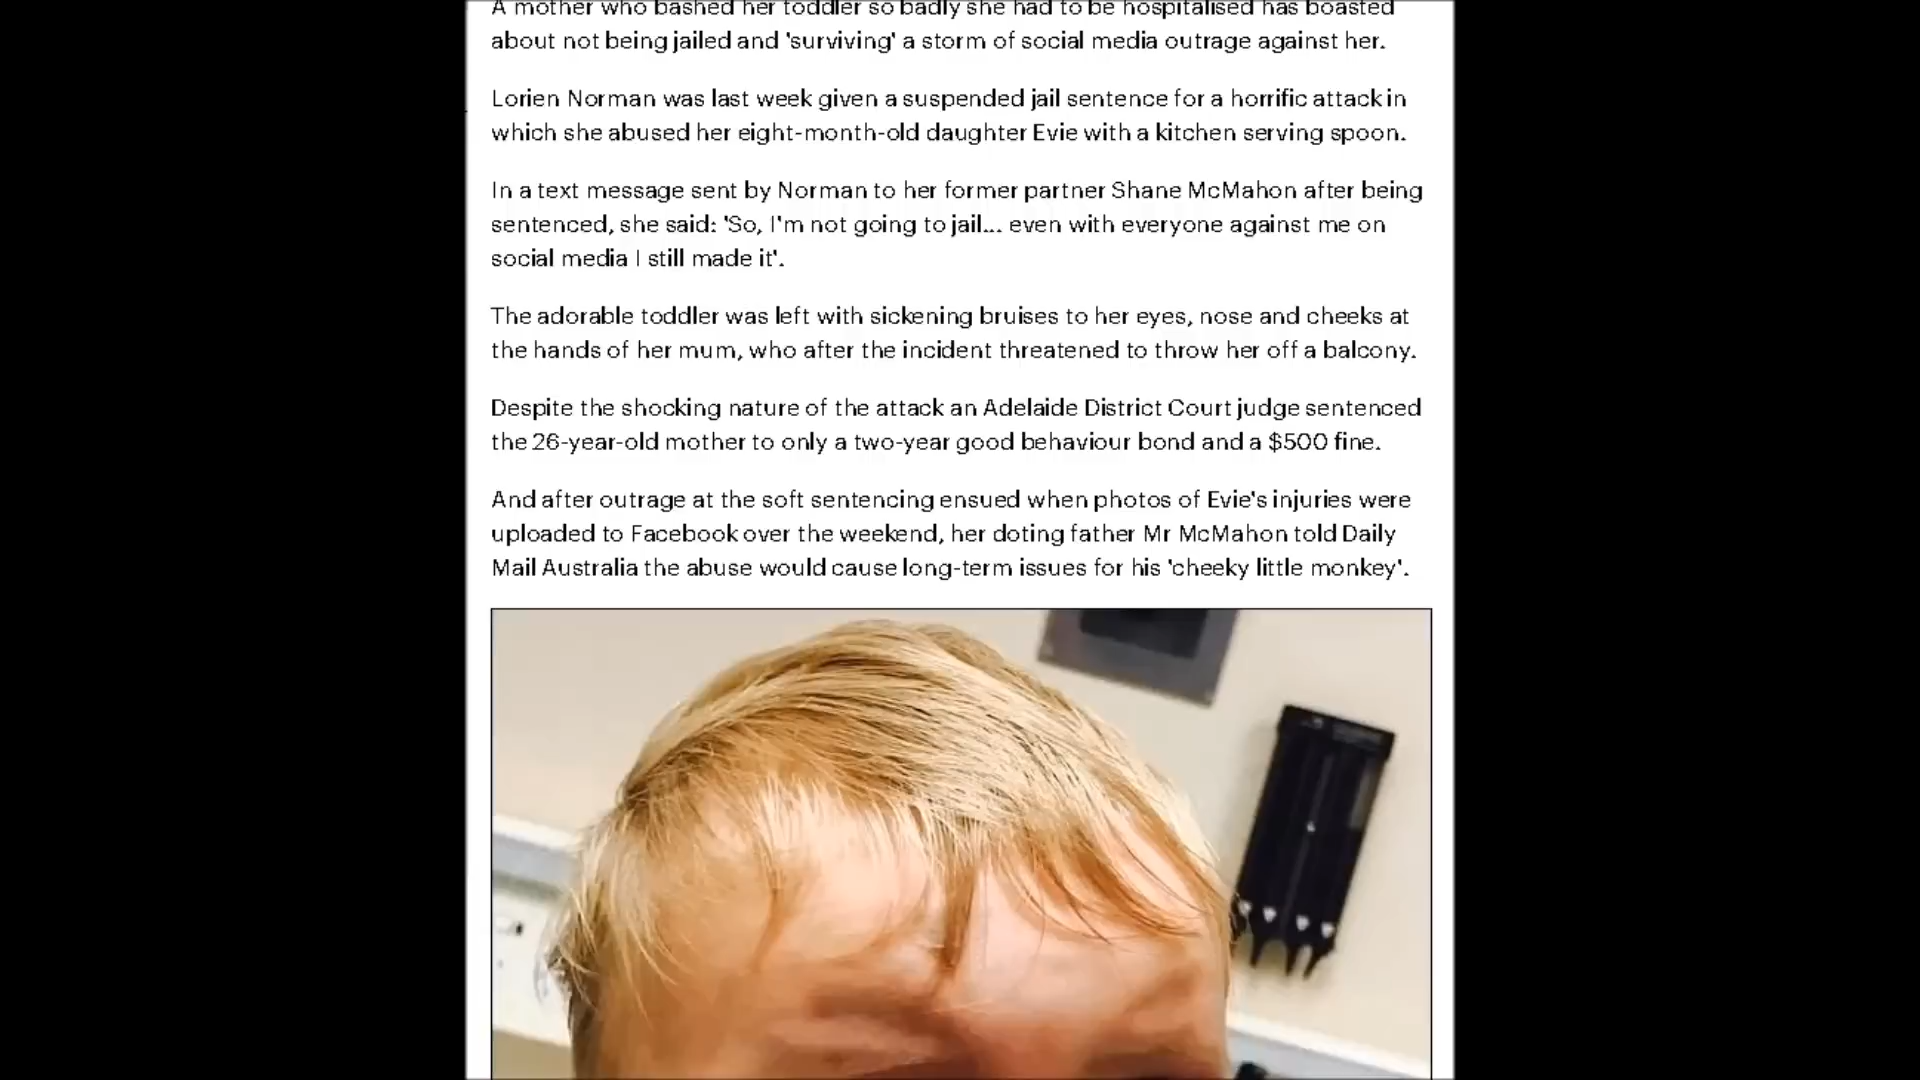 A mother who bashed her toddler so badly she had to be hospitalised has boasted
about not being jailed and 'surviving' a storm of social media outrage against her.
Lorien Norman was last week given a suspended jail sentence for a horrific attack in
which she abused her eight-month-old daughter Evie with a kitchen serving spoon.
In a text message sent by Norman to her former partner Shane McMahon after being
sentenced, she said: 'So, I'm not going to jail... even with everyone against me on
social media I still made it'.
The adorable toddler was left with sickening bruises to her eyes, nose and cheeks at
the hands of her mum, who after the incident threatened to throw her off a balcony.
Despite the shocking nature of the attack an Adelaide District Court judge sentenced
the 26-year-old mother to only a two-year good behaviour bond and a $500 fine.
And after outrage at the soft sentencing ensued when photos of Evie's injuries were
uploaded to Facebook over the weekend, her doting father Mr McMahon told Daily
Mail Australia the abuse would cause long-term issues for his 'cheeky little monkey'.